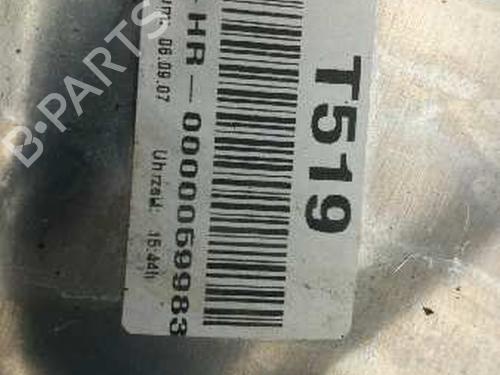 T519
HR - 0000069983
06.09.07
Uhrzeit: 15:44h
B-PARTS